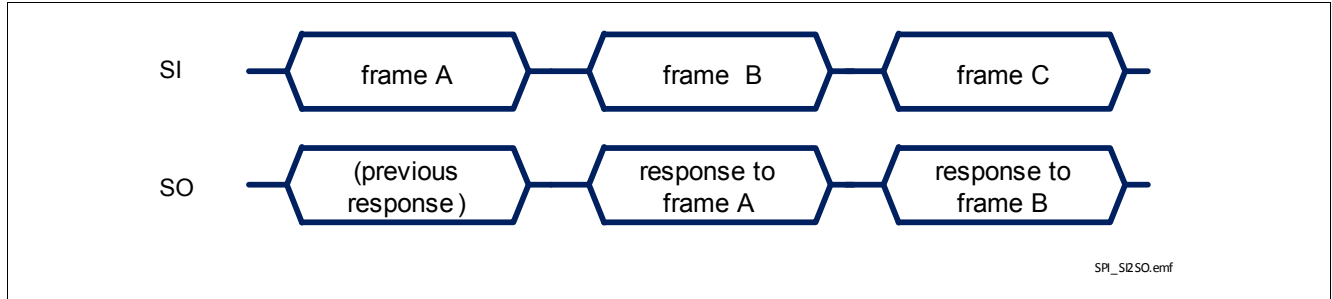 SI
frame A
frame B
frame C
SO
(previous
response)
response to
frame A
response to
frame B
SPI_SI2SO.emf